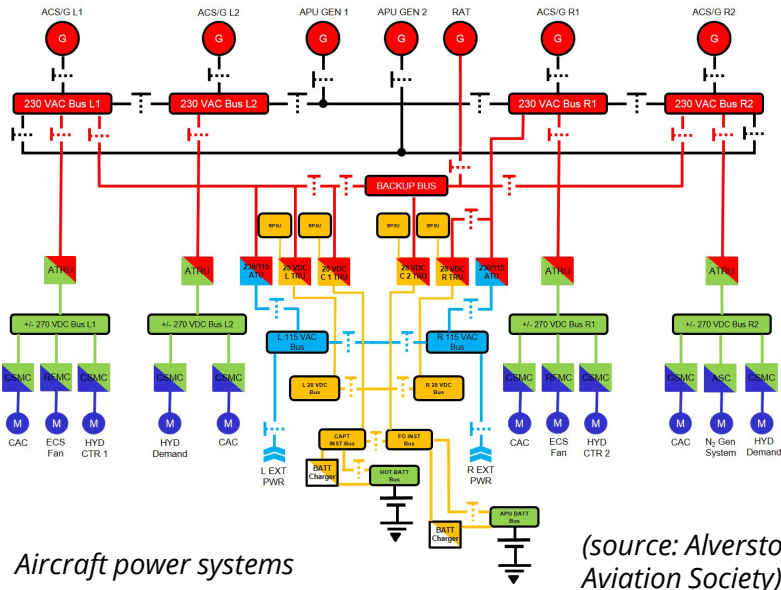 ACS/G L1
ACS/G L2
APU GEN 1
APU GEN 2
RAT
ACS/G R1
ACS/G R2
G
G
G
G
G
G
G
230 VAC Bus L1
230 VAC Bus L2
230 VAC Bus R1
230 VAC Bus R2
BACKUP BUS
BPSU
BPSU
BPSU
BPSU
ATRU
ATRU
230/115
ATU
28 VDC
L TRU
28 VDC
C 1 TRU
28 VDC
C 2 TRU
28 VDC
R TRU
230/115
ATU
ATRU
ATRU
+/- 270 VDC Bus L1
+/- 270 VDC Bus L2
L 115 VAC
Bus
R 115 VAC
Bus
+/- 270 VDC Bus R1
+/- 270 VDC Bus R2
CSMC
RFMC
CSMC
CSMC
CSMC
L 28 VDC
Bus
R 28 VDC
Bus
CSMC
RFMC
CSMC
CSMC
ASC
CSMC
M
M
M
M
M
M
M
M
M
M
M
CAC
ECS
Fan
HYD
CTR 1
HYD
Demand
CAC
L EXT
PWR
CAPT
INST Bus
FO INST
Bus
R EXT
PWR
CAC
ECS
Fan
HYD
CTR 2
CAC
N2 Gen
System
HYD
Demand
BATT
Charger
HOT BATT
Bus
BATT
Charger
APU BATT
Bus
Aircraft power systems
(source: Alversto
Aviation Society)